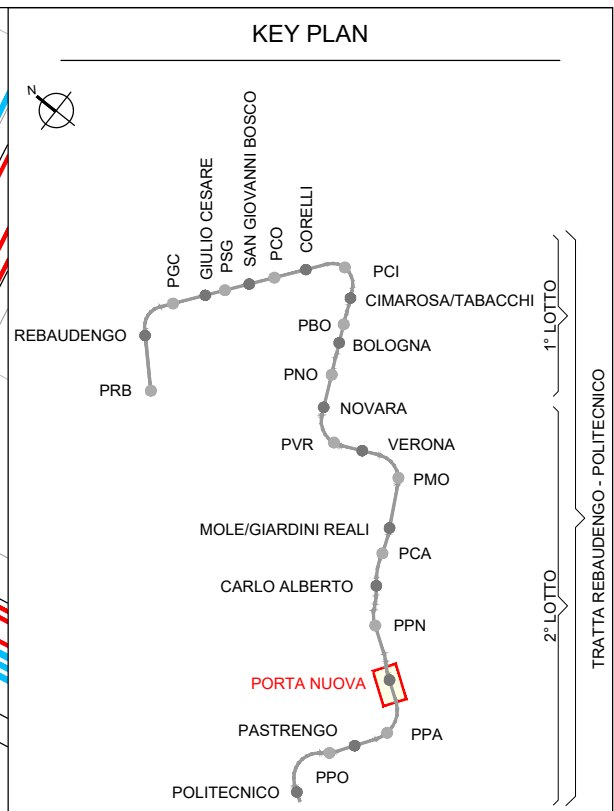 KEY PLAN
N
PGC
GIULIO CESARE
PSG
SAN GIOVANNI BOSCO
PCO
CORELLI
PCI
CIMAROSA/TABACCHI
REBAUDENGO
PBO
BOLOGNA
PNO
PRB
NOVARA
PVR
VERONA
PMO
MOLE/GIARDINI REALI
PCA
CARLO ALBERTO
PPN
PORTA NUOVA
PASTRENGO
PPA
PPO
POLITECNICO
1° LOTTO
2° LOTTO
TRATTA REBAUDENGO - POLITECNICO